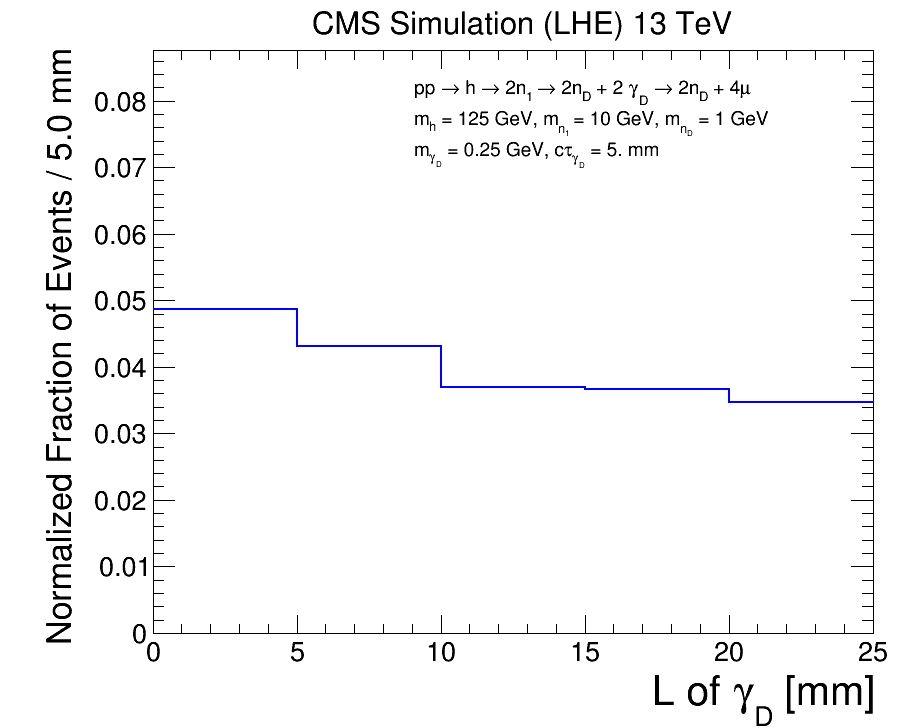 CMS Simulation (LHE) 13 TeV
pp → h → 2n₁ → 2n_D + 2 γ_D → 2n_D + 4μ
m_h = 125 GeV, m_n₁ = 10 GeV, m_n_D = 1 GeV
m_γ_D = 0.25 GeV, cτ_γ_D = 5. mm
Normalized Fraction of Events / 5.0 mm
0.08
0.07
0.06
0.05
0.04
0.03
0.02
0.01
0
0 5 10 15 20 25
L of γ_D [mm]